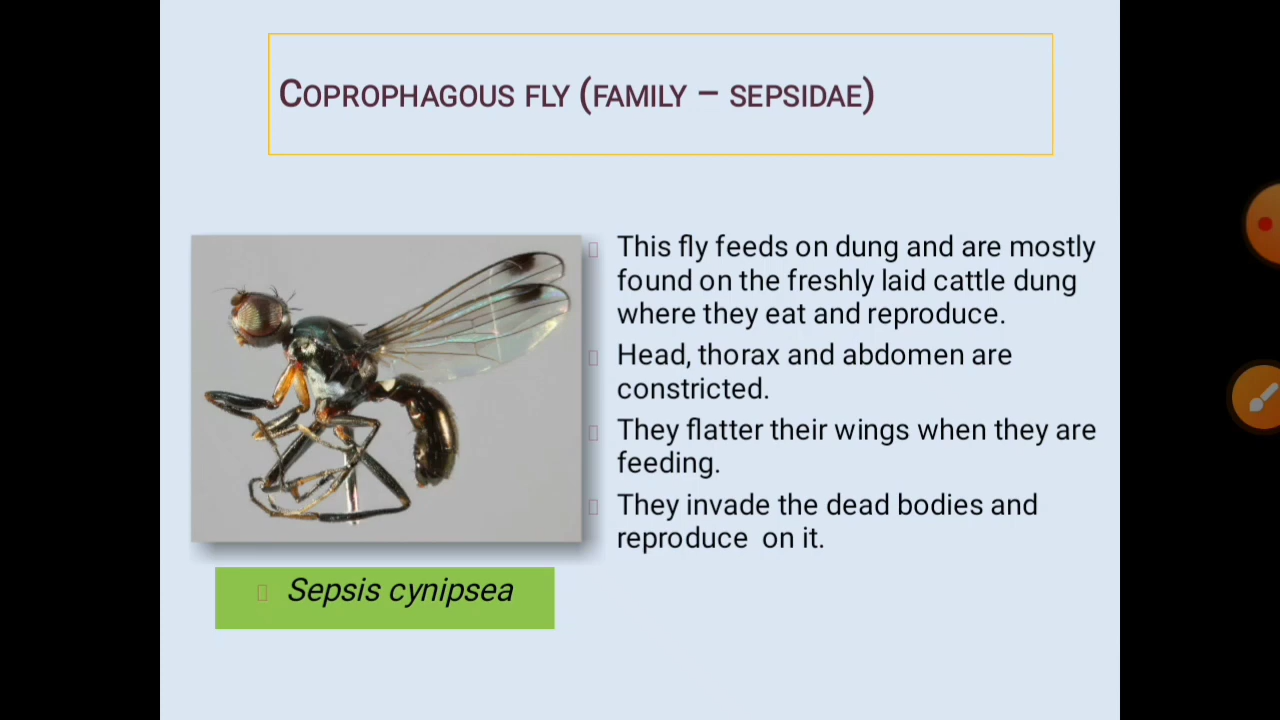 COPROPHAGOUS FLY (FAMILY – SEPSIDAE)
This fly feeds on dung and are mostly
found on the freshly laid cattle dung
where they eat and reproduce.
Head, thorax and abdomen are
constricted.
They flatter their wings when they are
feeding.
They invade the dead bodies and
reproduce on it.
Sepsis cynipsea